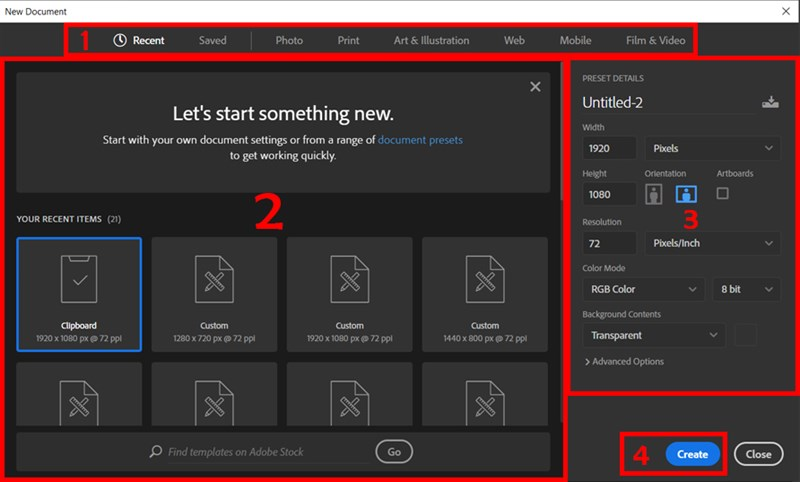 New Document
1 Recent Saved Photo Print Art & Illustration Web Mobile Film & Video
Let's start something new.
Start with your own document settings or from a range of document presets
to get working quickly.
2
YOUR RECENT ITEMS (21)
Clipboard
1920 x 1080 px @ 72 ppi
Custom
1280 x 720 px @ 72 ppi
Custom
1920 x 1080 px @ 72 ppi
Custom
1440 x 800 px @ 72 ppi
Find templates on Adobe Stock Go
PRESET DETAILS
Untitled-2
Width
1920 Pixels
Height Orientation Artboards
1080
3
Resolution
72 Pixels/Inch
Color Mode
RGB Color 8 bit
Background Contents
Transparent
Advanced Options
4 Create Close